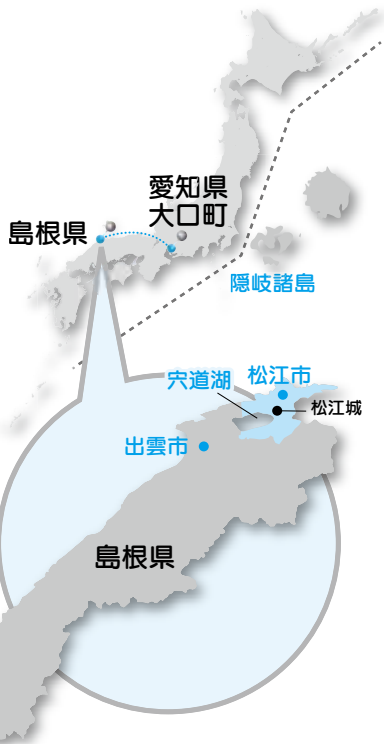 愛知県
大口町
島根県
隠岐諸島
宍道湖
松江市
松江城
出雲市
島根県